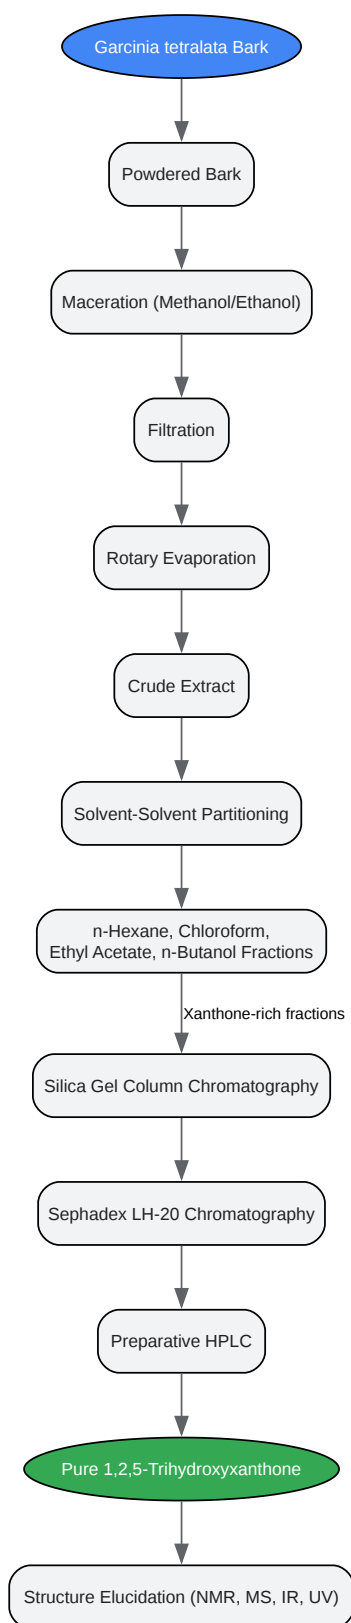 Garcinia tetralata Bark
Powdered Bark
Maceration (Methanol/Ethanol)
Filtration
Rotary Evaporation
Crude Extract
Solvent-Solvent Partitioning
n-Hexane, Chloroform,
Ethyl Acetate, n-Butanol Fractions
Xanthone-rich fractions
Silica Gel Column Chromatography
Sephadex LH-20 Chromatography
Preparative HPLC
Pure 1,2,5-Trihydroxyxanthone
Structure Elucidation (NMR, MS, IR, UV)